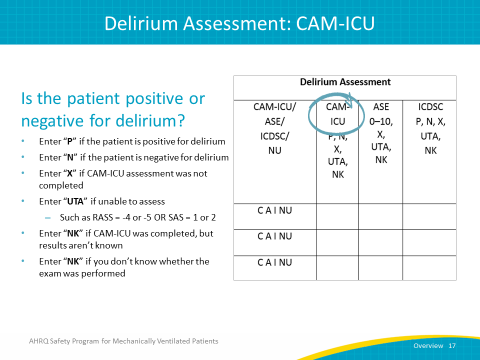 Delirium Assessment: CAM-ICU
Is the patient positive or
negative for delirium?
• Enter “P” if the patient is positive for delirium
• Enter “N” if the patient is negative for delirium
• Enter “X” if CAM-ICU assessment was not
completed
• Enter “UTA” if unable to assess
– Such as RASS = -4 or -5 OR SAS = 1 or 2
• Enter “NK” if CAM-ICU was completed, but
results aren’t known
• Enter “NK” if you don’t know whether the
exam was performed
Delirium Assessment
CAM-ICU/
ASE/
ICDSC/
NU
CAM-
ICU
P, N,
X,
UTA,
NK
ASE
0–10,
X,
UTA,
NK
ICDSC
P, N, X,
UTA,
NK
C A I NU
C A I NU
C A I NU
AHRQ Safety Program for Mechanically Ventilated Patients
Overview 17